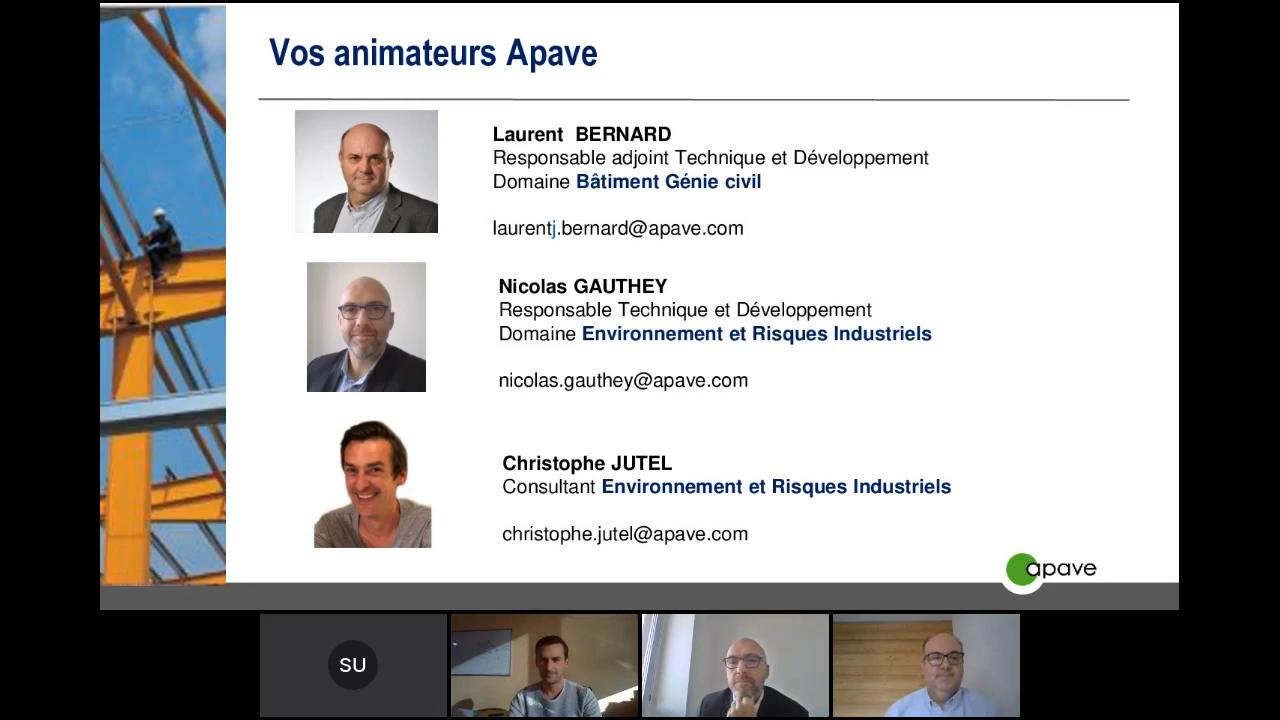 Vos animateurs Apave
Laurent BERNARD
Responsable adjoint Technique et Développement
Domaine Bâtiment Génie civil
laurentj.bernard@apave.com
Nicolas GAUTHEY
Responsable Technique et Développement
Domaine Environnement et Risques Industriels
nicolas.gauthey@apave.com
Christophe JUTEL
Consultant Environnement et Risques Industriels
christophe.jutel@apave.com
apave
SU